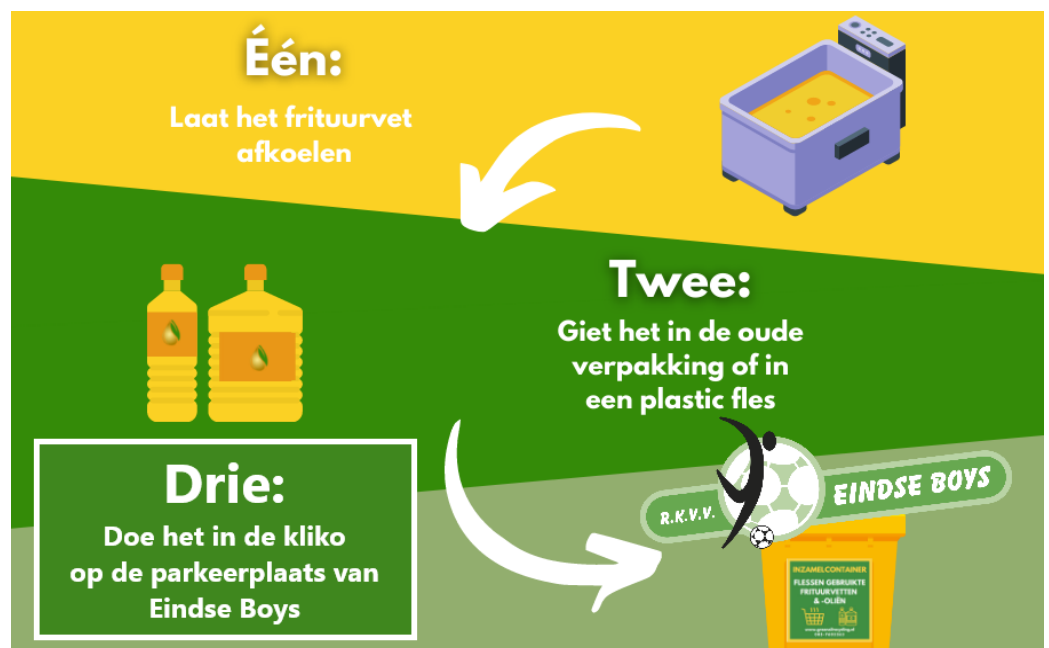 Één:
Laat het frituurvet
afkoelen
Twee:
Giet het in de oude
verpakking of in
een plastic fles
Drie:
Doe het in de kliko
op de parkeerplaats van
Eindse Boys
R.K.V.V.
EINDSE BOYS
INZAMELCONTAINER
FLESSEN GEBRUIKTE
FRITUURVETTEN
& -OLIËN